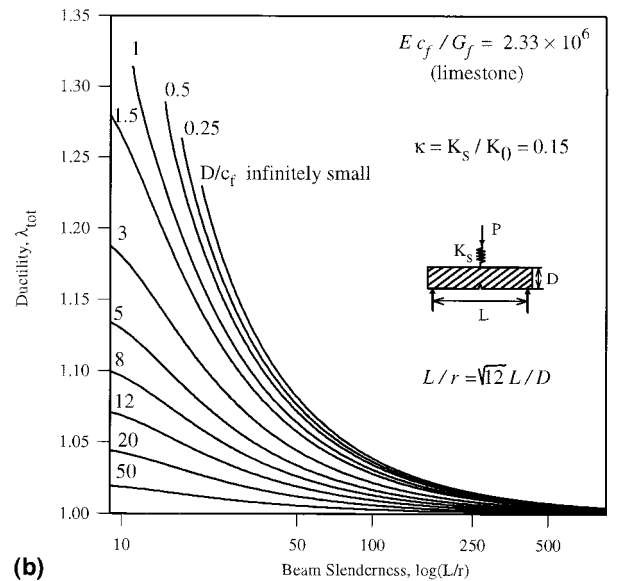 1.35
1.30
1.25
1.20
1.15
1.10
1.05
1.00
Ductility, λtot
1
0.5
1.5
0.25
D/cf infinitely small
3
5
8
12
20
50
E cf / Gf = 2.33 × 10⁶
(limestone)
κ = Ks / K0 = 0.15
P
Ks
D
L
L / r = √12 L / D
10 50 100 250 500
Beam Slenderness, log(L/r)
(b)